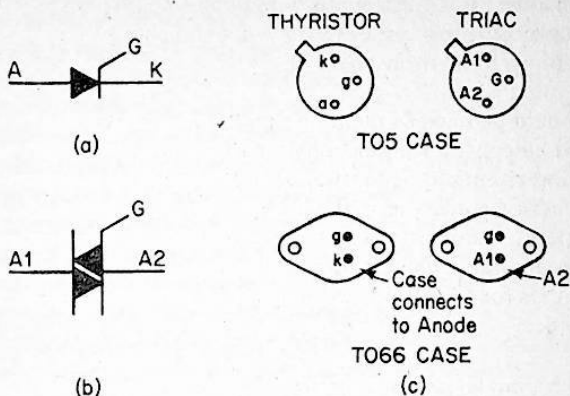 THYRISTOR TRIAC
G
A K
k
g
a
A1
G
A2
(a)
TO5 CASE
G
A1 A2
g
k
g
A1
A2
Case
connects
to Anode
TO66 CASE
(b) (c)